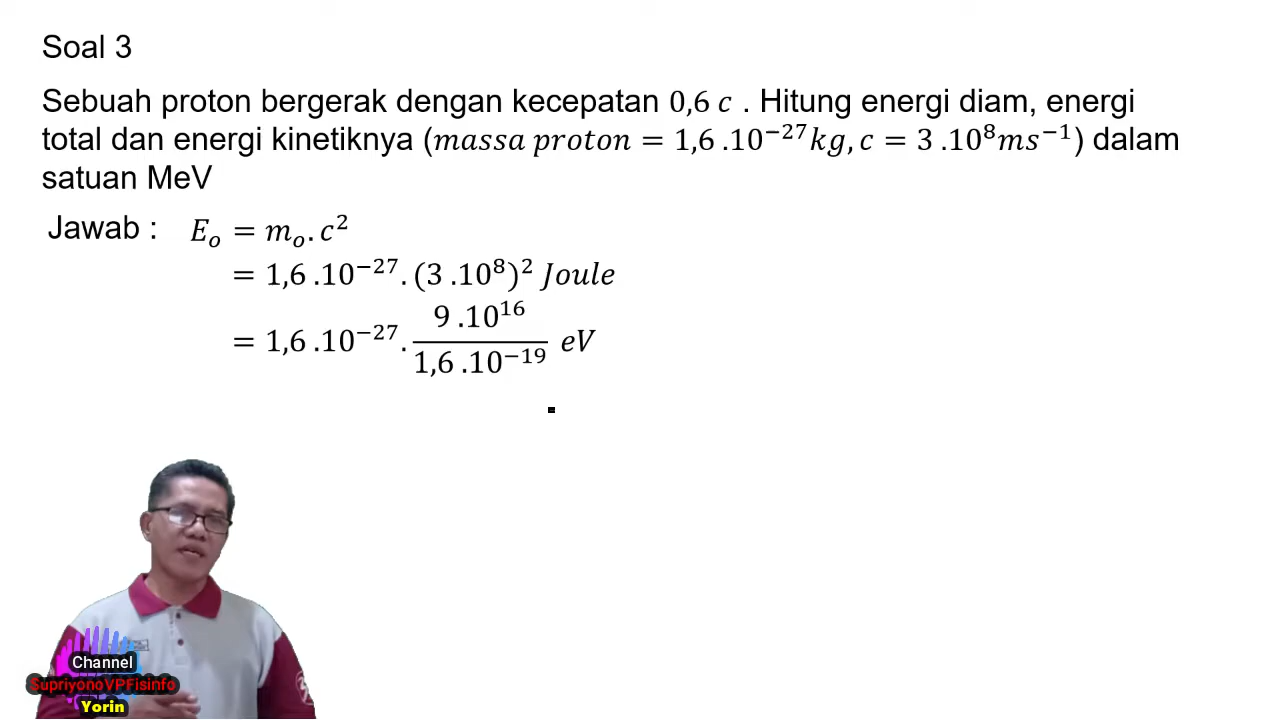 Soal 3
Sebuah proton bergerak dengan kecepatan 0,6 c . Hitung energi diam, energi
total dan energi kinetiknya (massa proton = 1,6 .10⁻²⁷kg, c = 3 .10⁸ms⁻¹) dalam
satuan MeV
Jawab : Eₒ = mₒ. c²
= 1,6 .10⁻²⁷. (3 .10⁸)² Joule
= 1,6 .10⁻²⁷. 9 .10¹⁶ / 1,6 .10⁻¹⁹ eV
Channel
SupriyonoVPFisinfo
Yorin